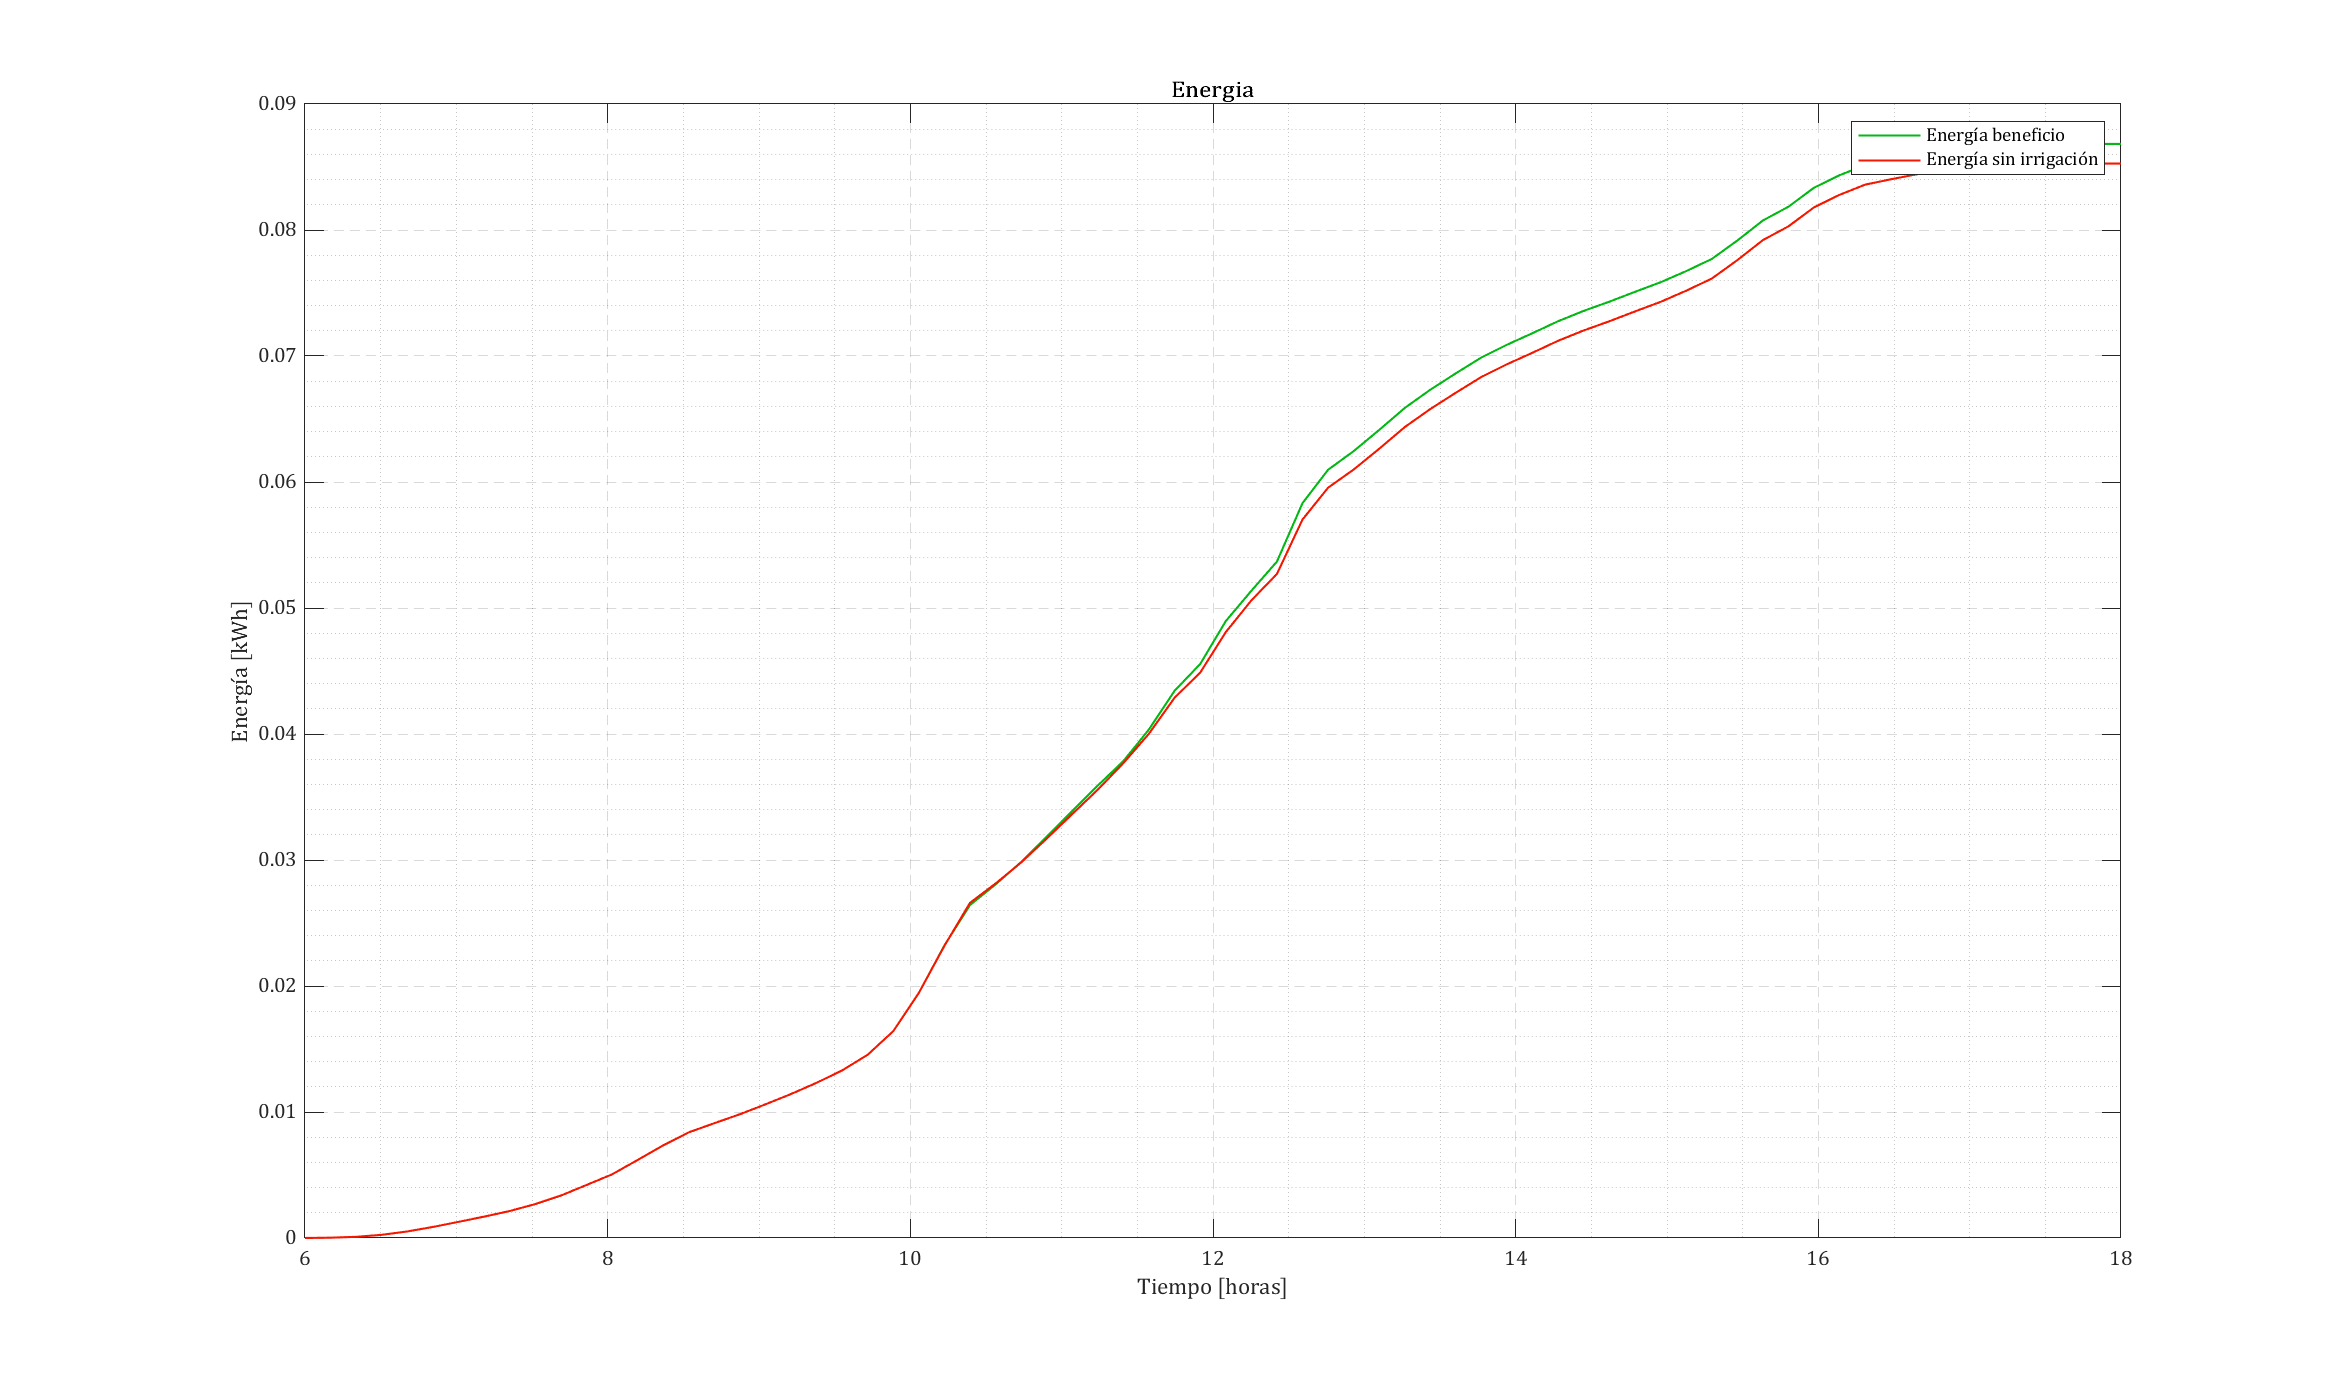 Energia
0.09
0.08
0.07
0.06
0.05
0.04
0.03
0.02
0.01
0
Energía [kWh]
Energía beneficio
Energía sin irrigación
6 8 10 12 14 16 18
Tiempo [horas]